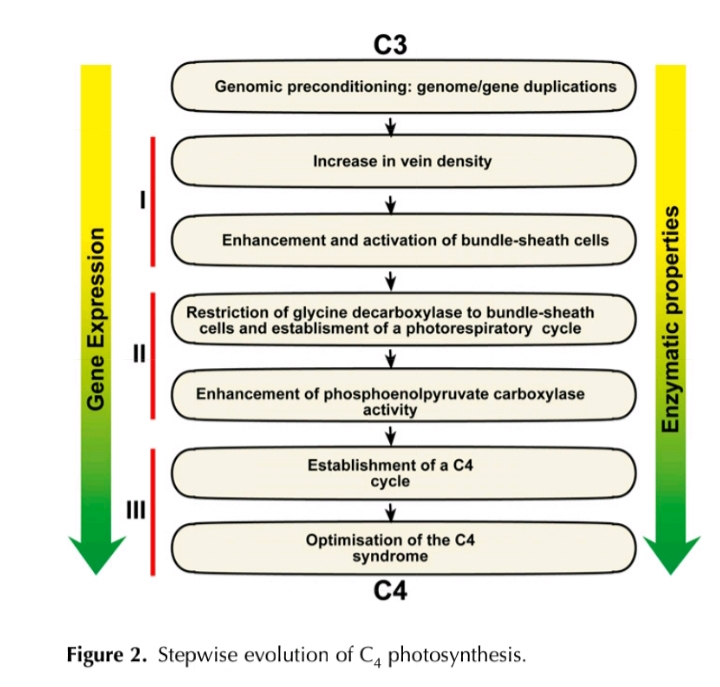 C3
Genomic preconditioning: genome/gene duplications
Increase in vein density
I
Enhancement and activation of bundle-sheath cells
Gene Expression
Enzymatic properties
Restriction of glycine decarboxylase to bundle-sheath
cells and establisment of a photorespiratory cycle
II
Enhancement of phosphoenolpyruvate carboxylase
activity
Establishment of a C4
cycle
III
Optimisation of the C4
syndrome
C4
Figure 2. Stepwise evolution of C₄ photosynthesis.